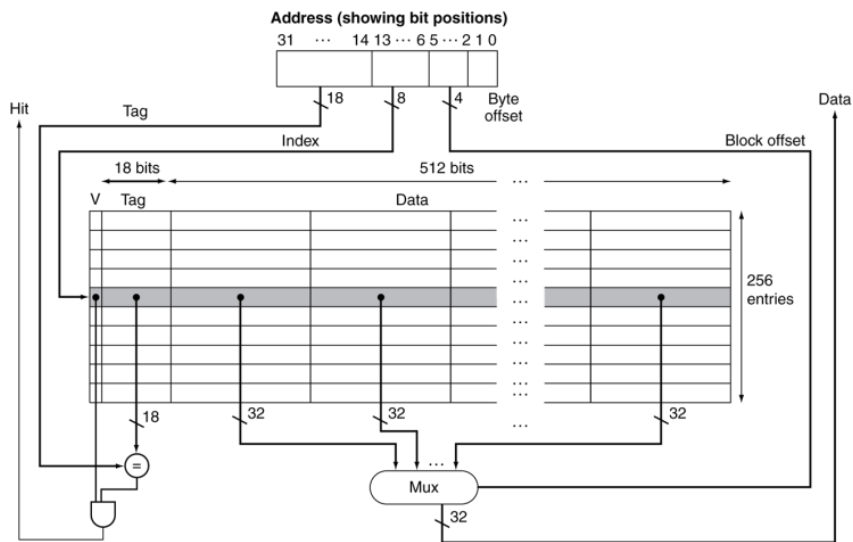 Address (showing bit positions)
31 ··· 14 13 ··· 6 5 ··· 2 1 0
18 8 4 Byte
offset
Hit
Data
Tag
Index
Block offset
18 bits
512 bits
···
V Tag
Data
···
···
···
···
···
256
entries
···
···
···
···
···
18
32
32
···
32
=
···
Mux
32